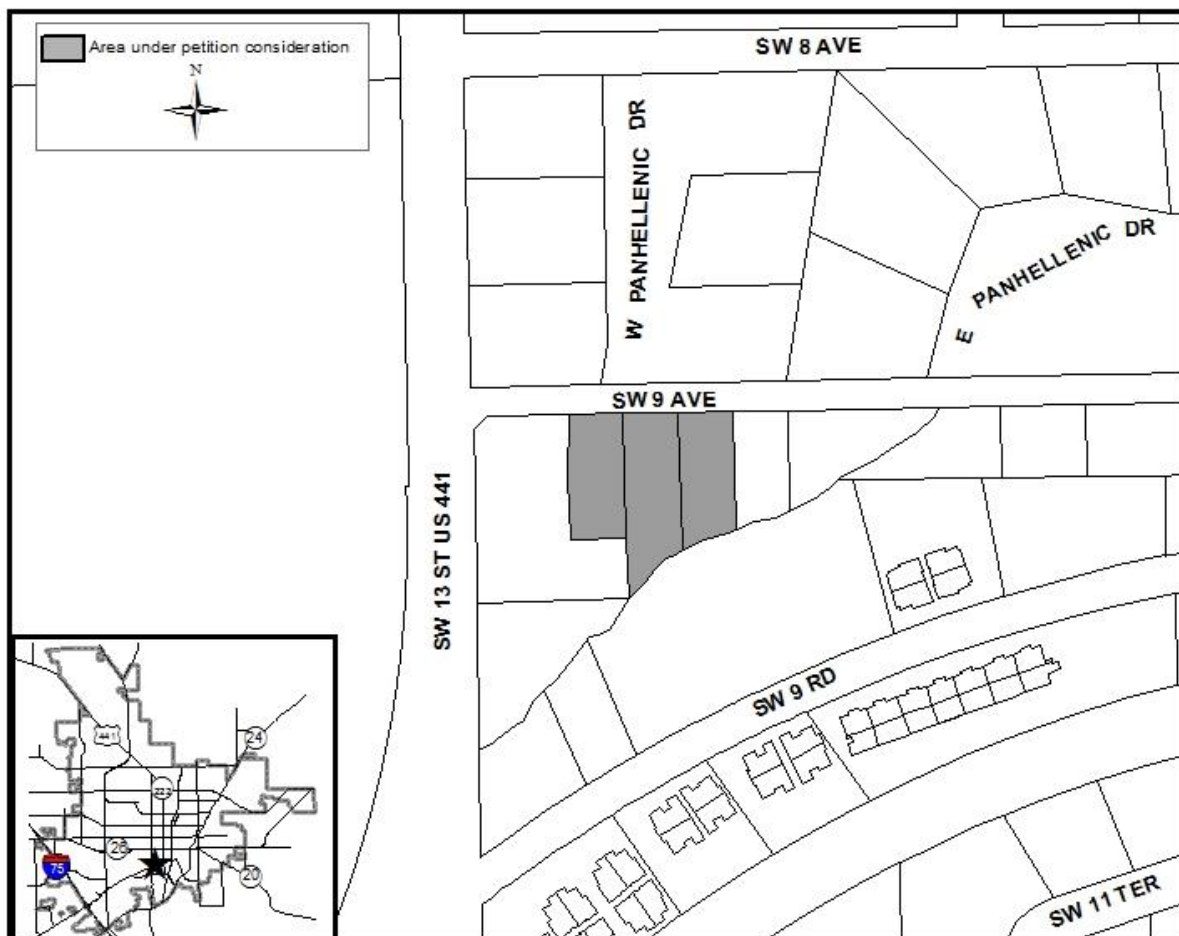 Area under petition consideration
N
SW 8 AVE
W PANHELLENIC DR
E PANHELLENIC DR
SW 9 AVE
SW 13 ST US 441
SW 9 RD
SW 11 TER
441
24
222
26
75
20